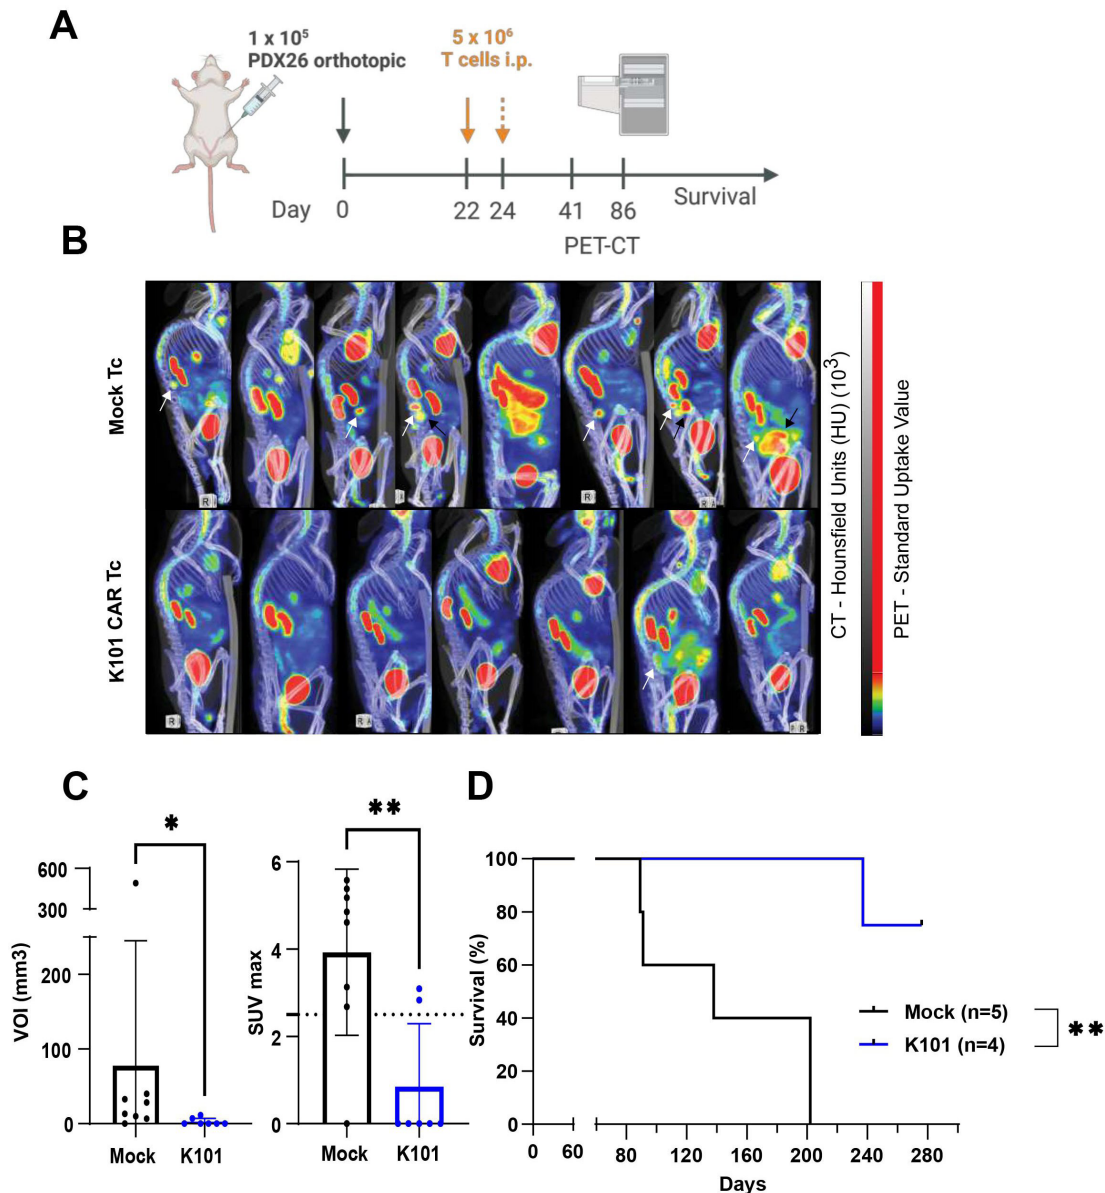 A
1 x 10⁵
PDX26 orthotopic
5 x 10⁶
T cells i.p.
Day 0 22 24 41 86 Survival
PET-CT
B
Mock Tc
K101 CAR Tc
R
R
R
R A
R A
R
CT - Hounsfield Units (HU) (10³)
PET - Standard Uptake Value
C
*
600
300
200
100
0
VOI (mm3)
Mock K101
**
6
4
2
0
SUV max
Mock K101
D
100
80
60
40
20
0
Survival (%)
Mock (n=5)
K101 (n=4)
**
0 60 80 120 160 200 240 280
Days